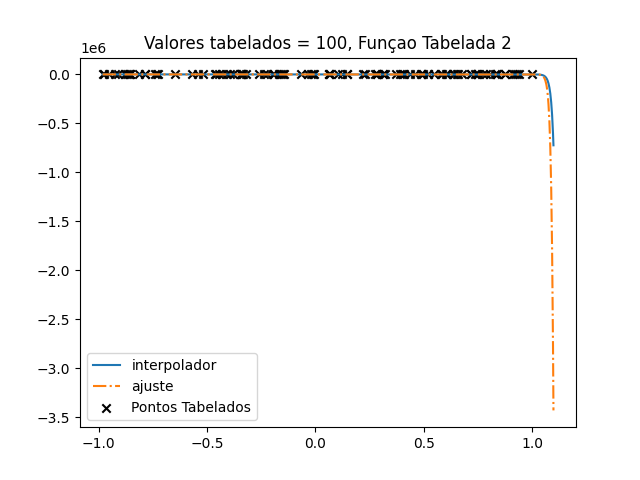 Valores tabelados = 100, Funçao Tabelada 2
1e6
0.0
−0.5
−1.0
−1.5
−2.0
−2.5
−3.0
−3.5
interpolador
ajuste
Pontos Tabelados
−1.0 −0.5 0.0 0.5 1.0